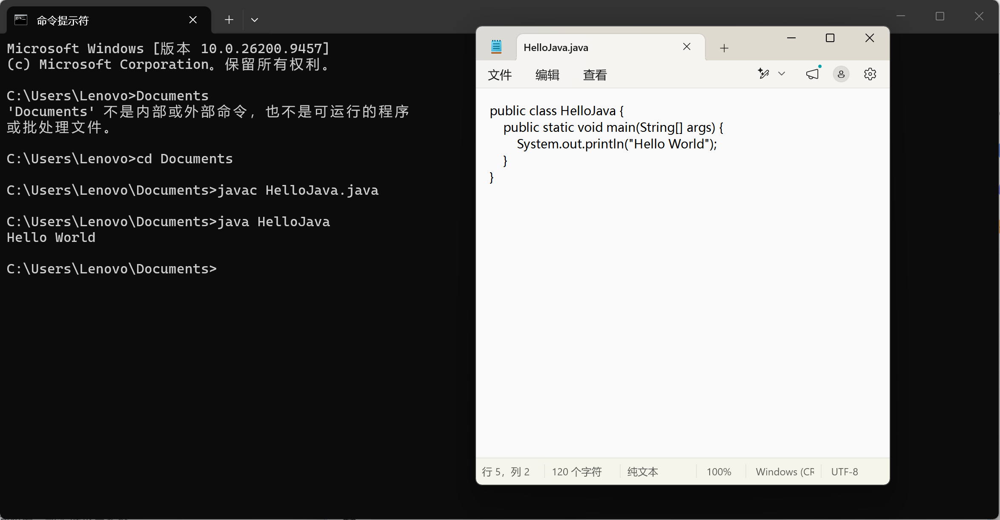 命令提示符
Microsoft Windows [版本 10.0.26200.9457]
(c) Microsoft Corporation。保留所有权利。
C:\Users\Lenovo>Documents
'Documents' 不是内部或外部命令，也不是可运行的程序
或批处理文件。
C:\Users\Lenovo>cd Documents
C:\Users\Lenovo\Documents>javac HelloJava.java
C:\Users\Lenovo\Documents>java HelloJava
Hello World
C:\Users\Lenovo\Documents>
HelloJava.java
文件 编辑 查看
public class HelloJava {
    public static void main(String[] args) {
        System.out.println("Hello World");
    }
}
行 5，列 2 120 个字符 纯文本 100% Windows (CR UTF-8